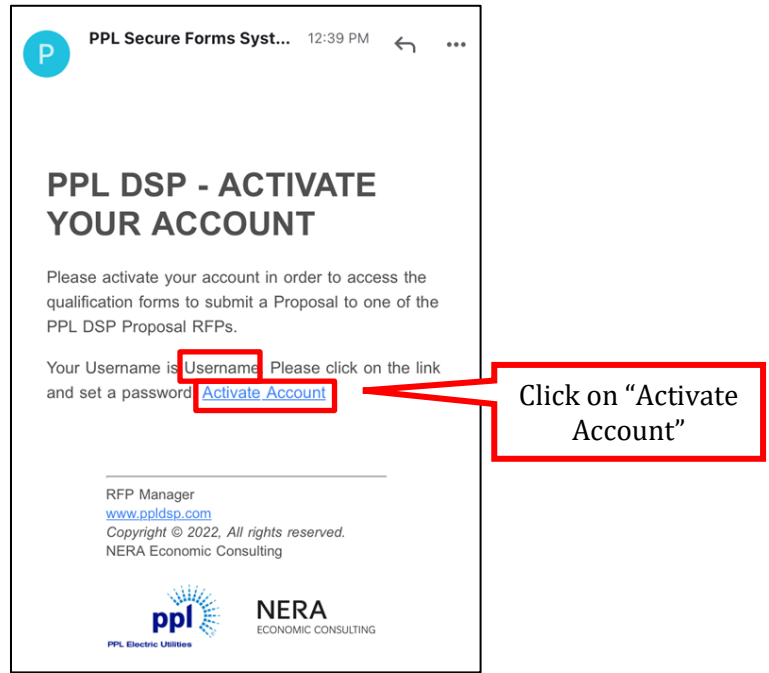 P
PPL Secure Forms Syst... 12:39 PM
PPL DSP - ACTIVATE
YOUR ACCOUNT
Please activate your account in order to access the
qualification forms to submit a Proposal to one of the
PPL DSP Proposal RFPs.
Your Username is Username. Please click on the link
and set a password: Activate Account
Click on “Activate
Account”
RFP Manager
www.ppldsp.com
Copyright © 2022, All rights reserved.
NERA Economic Consulting
ppl
PPL Electric Utilities
NERA
ECONOMIC CONSULTING